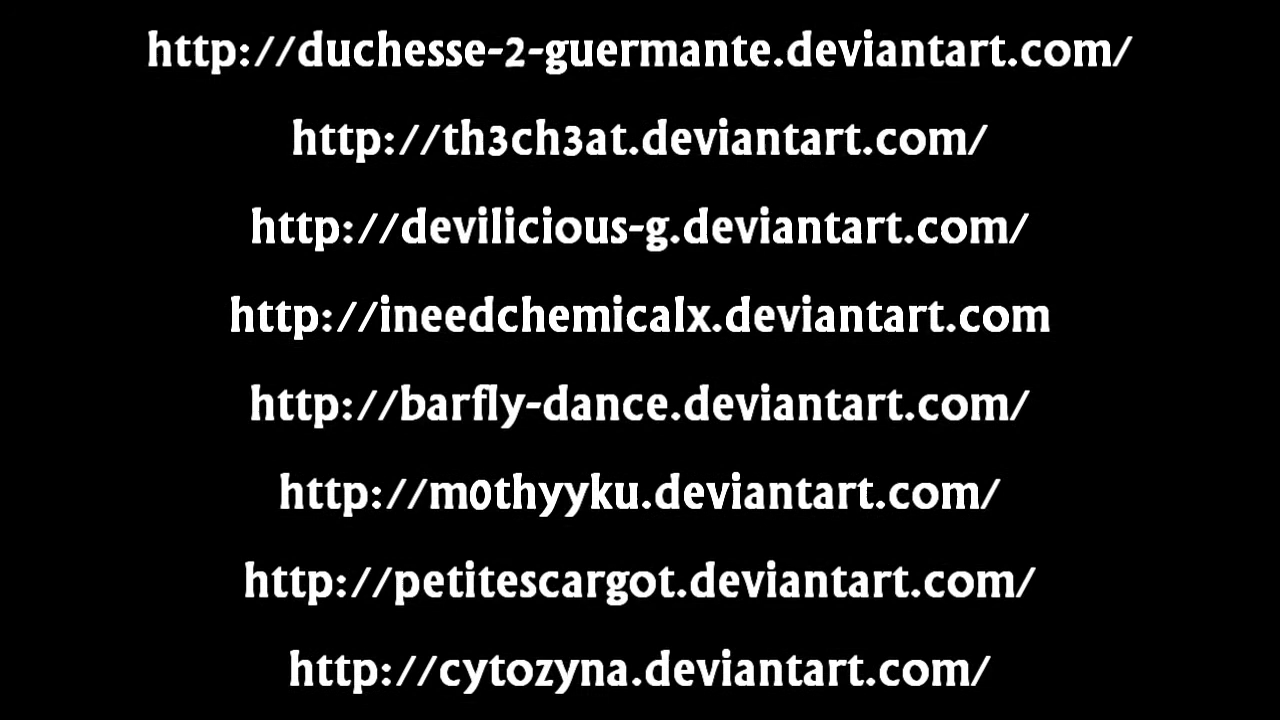 http://duchesse-2-guermante.deviantart.com/
http://th3ch3at.deviantart.com/
http://devilicious-g.deviantart.com/
http://ineedchemicalx.deviantart.com
http://barfly-dance.deviantart.com/
http://m0thyyku.deviantart.com/
http://petitescargot.deviantart.com/
http://cytozyna.deviantart.com/